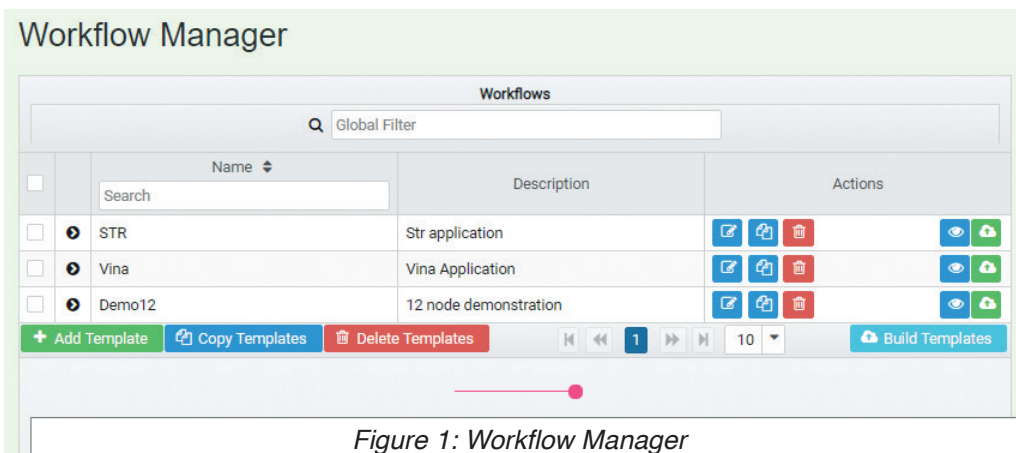 Workflow Manager
Workflows
Global Filter
Name
Search
Description
Actions
STR Str application
Vina Vina Application
Demo12 12 node demonstration
Add Template Copy Templates Delete Templates 1 10 Build Templates
Figure 1: Workflow Manager